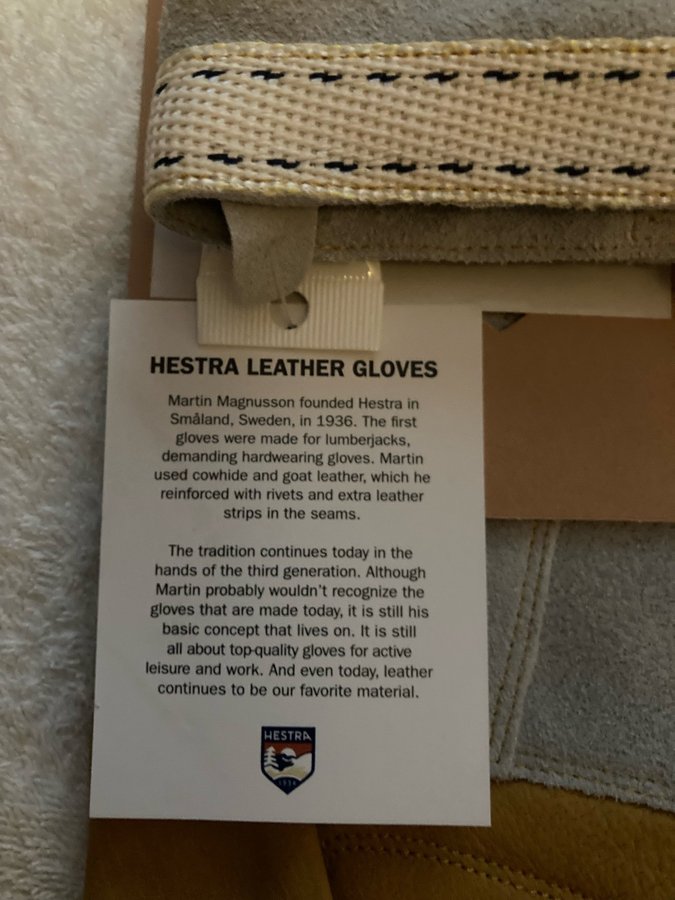 HESTRA LEATHER GLOVES
Martin Magnusson founded Hestra in
Småland, Sweden, in 1936. The first
gloves were made for lumberjacks,
demanding hardwearing gloves. Martin
used cowhide and goat leather, which he
reinforced with rivets and extra leather
strips in the seams.
The tradition continues today in the
hands of the third generation. Although
Martin probably wouldn't recognize the
gloves that are made today, it is still his
basic concept that lives on. It is still
all about top-quality gloves for active
leisure and work. And even today, leather
continues to be our favorite material.
HESTRA
1936